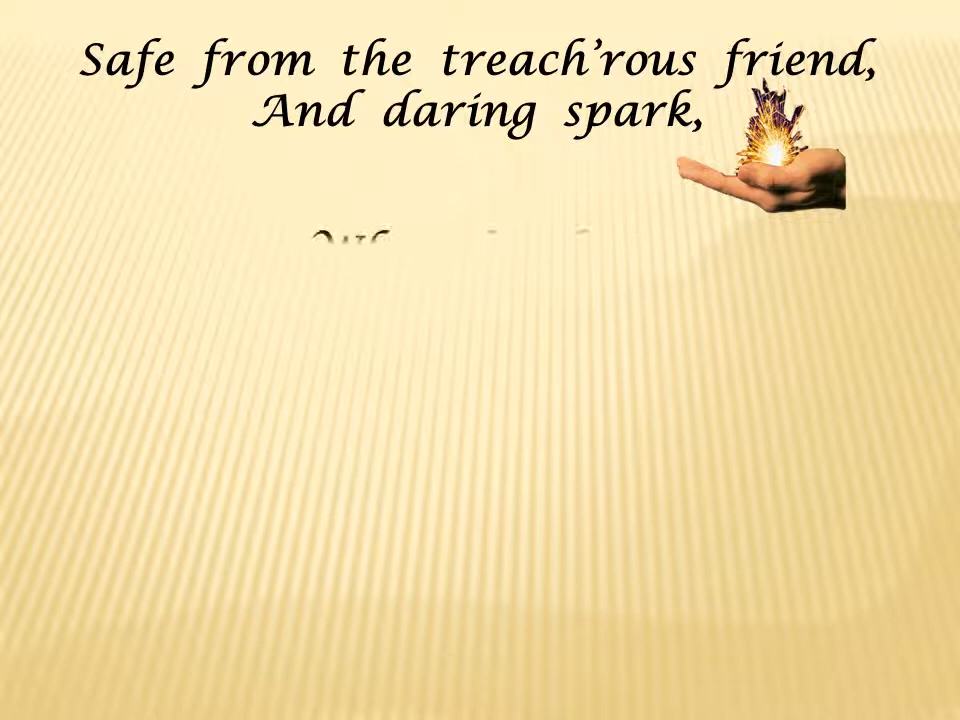 Safe from the treach’rous friend,
And daring spark,